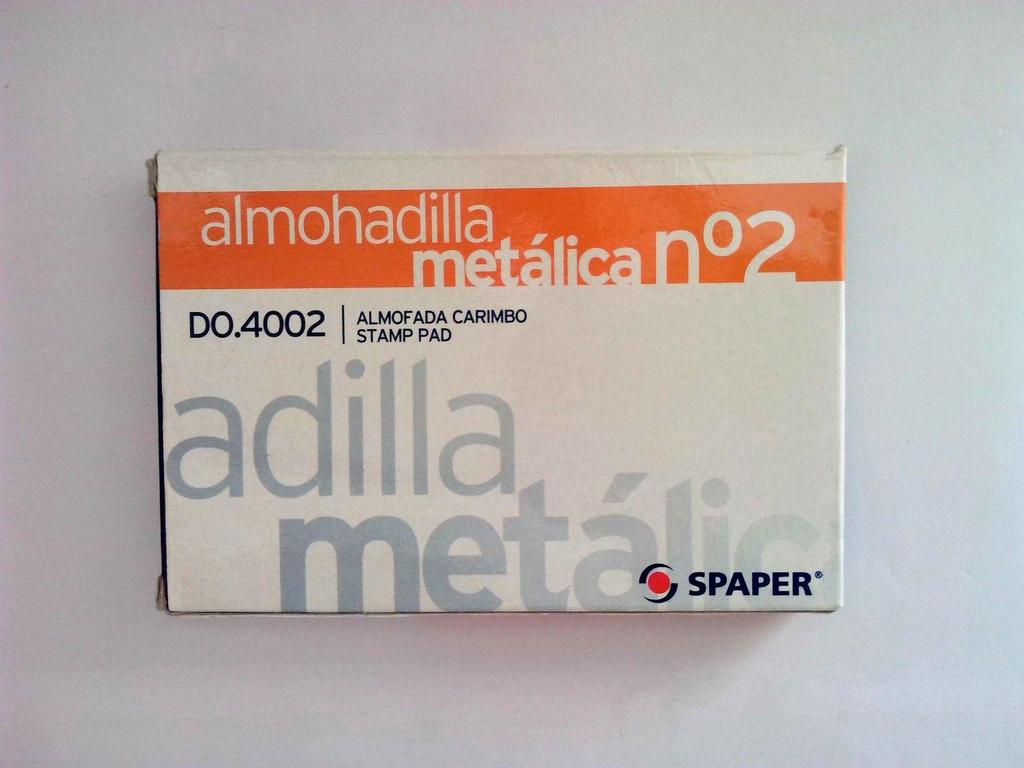 almohadilla
metálica nº2
DO.4002
ALMOFADA CARIMBO
STAMP PAD
adilla
metálic
SPAPER®